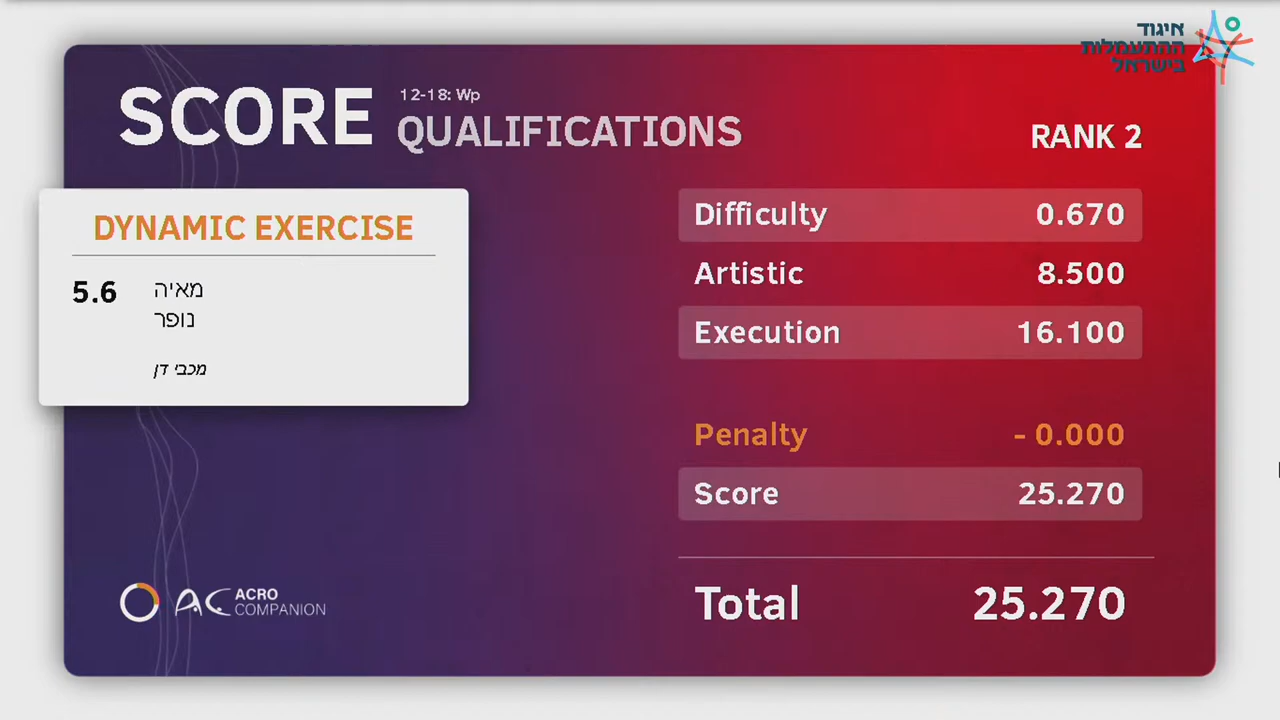 איגוד
ההתעמלות
בישראל
SCORE
12-18: Wp
QUALIFICATIONS
RANK 2
DYNAMIC EXERCISE
5.6 מאיה
נופר
מכבי דן
Difficulty 0.670
Artistic 8.500
Execution 16.100
Penalty - 0.000
Score 25.270
Total 25.270
AC ACRO
COMPANION